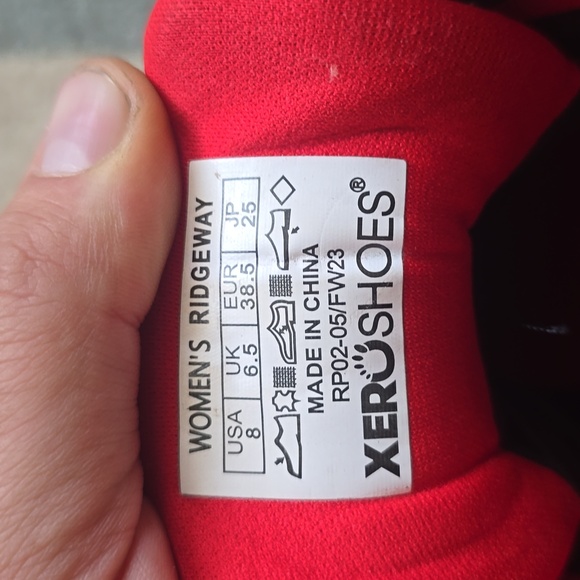 WOMEN'S RIDGEWAY
USA UK EUR JP
8 6.5 38.5 25
MADE IN CHINA
RP02-05/FW23
XEROSHOES®